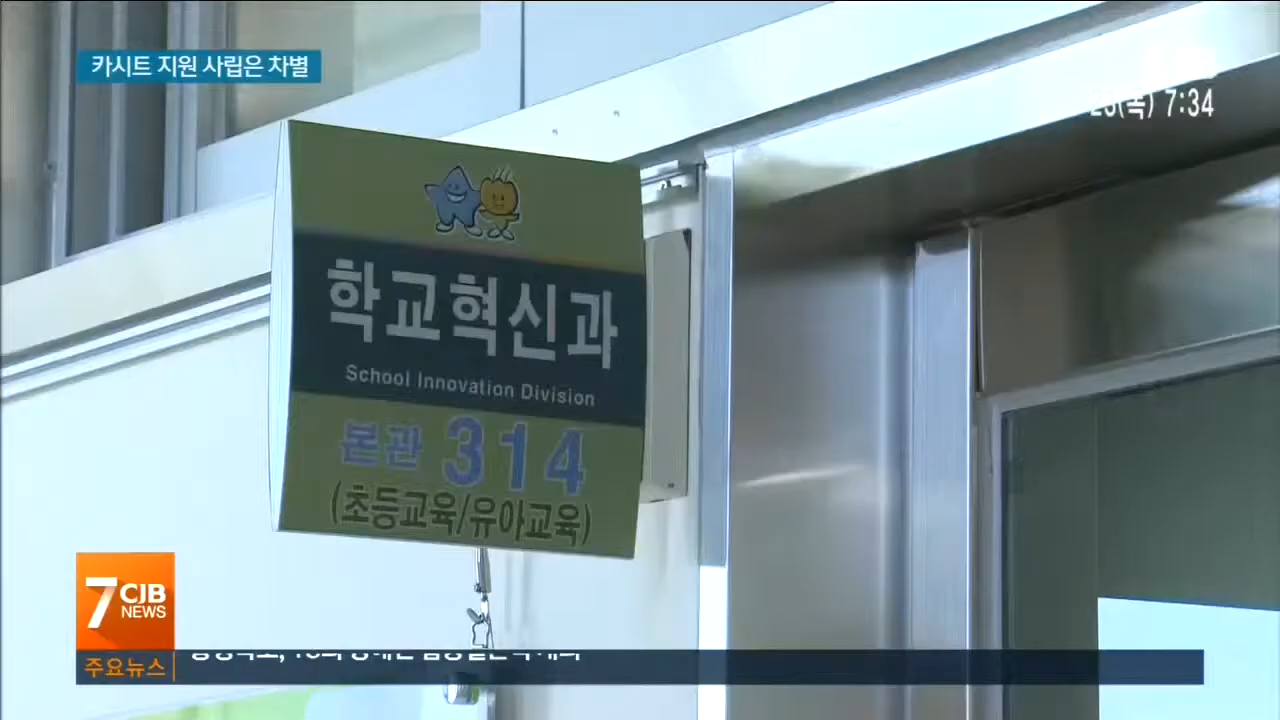 카시트 지원 사립은 차별
(목) 7:34
학교혁신과
School Innovation Division
본관 314
(초등교육/유아교육)
7 CJB
NEWS
주요뉴스